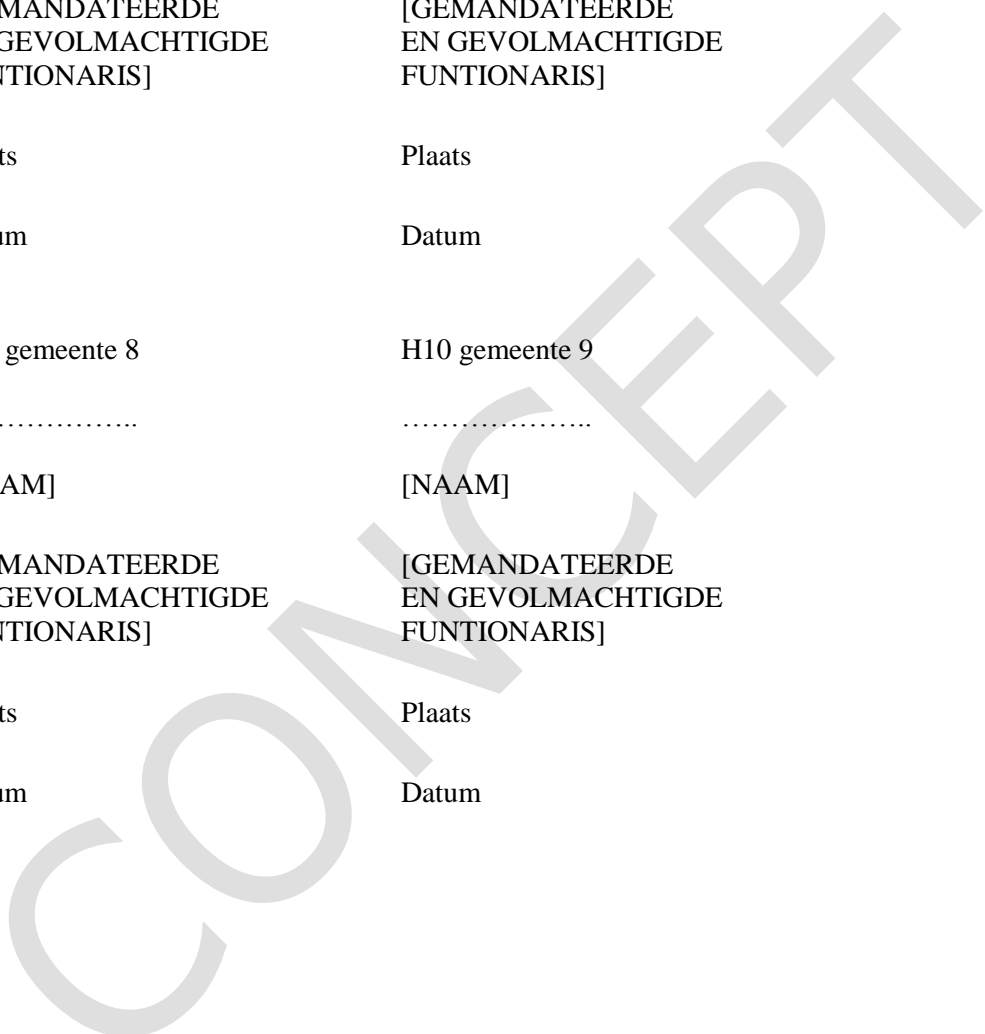 MANDATEERDE
GEVOLMACHTIGDE
NTIONARIS]
ts
um
gemeente 8
……………..
AM]
MANDATEERDE
GEVOLMACHTIGDE
NTIONARIS]
ts
um
[GEMANDATEERDE
EN GEVOLMACHTIGDE
FUNTIONARIS]
Plaats
Datum
H10 gemeente 9
………………..
[NAAM]
[GEMANDATEERDE
EN GEVOLMACHTIGDE
FUNTIONARIS]
Plaats
Datum
CONCEPT